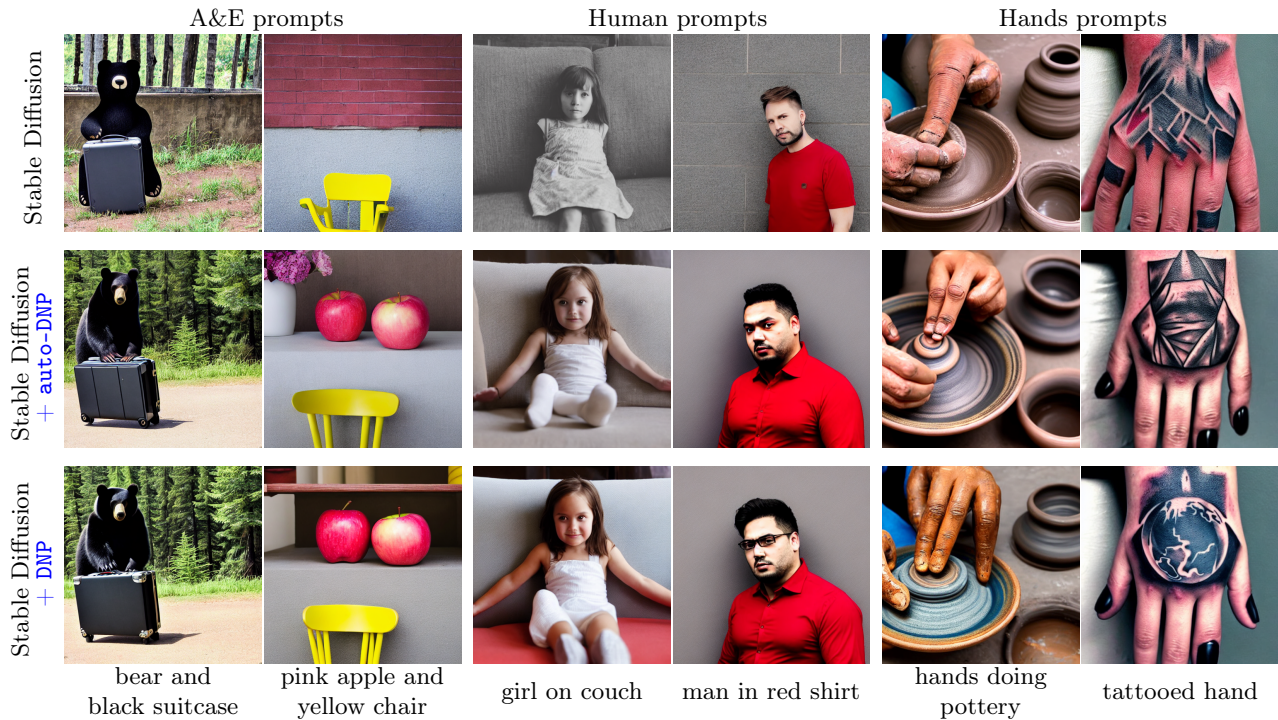 A&E prompts
Human prompts
Hands prompts
Stable Diffusion
Stable Diffusion
+ auto-DNP
Stable Diffusion
+ DNP
bear and
black suitcase
pink apple and
yellow chair
girl on couch
man in red shirt
hands doing
pottery
tattooed hand